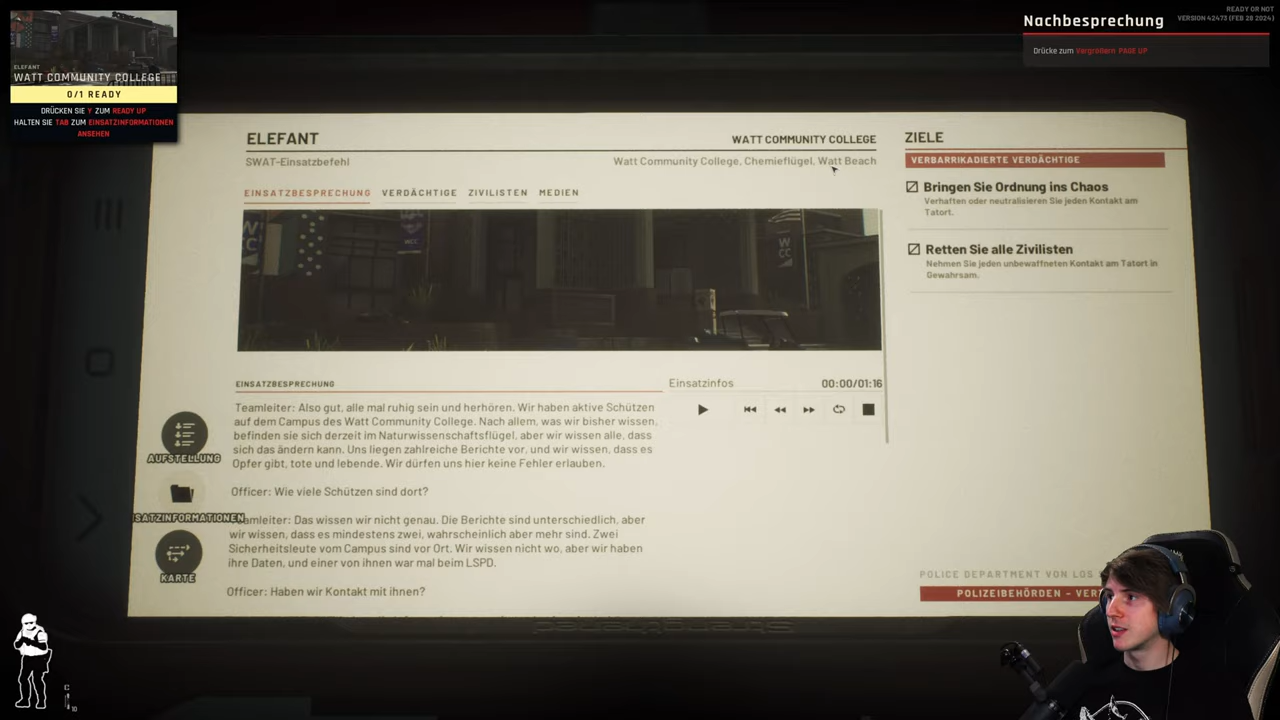 ELEFANT
WATT COMMUNITY COLLEGE
0/1 READY
DRÜCKEN SIE Y ZUM READY UP
HALTEN SIE TAB ZUM EINSATZINFORMATIONEN
ANSEHEN
READY OR NOT
VERSION 42473 (FEB 28 2024)
Nachbesprechung
Drücke zum Vergrößern PAGE UP
ELEFANT
WATT COMMUNITY COLLEGE
SWAT-Einsatzbefehl
Watt Community College, Chemieflügel, Watt Beach
EINSATZBESPRECHUNG VERDÄCHTIGE ZIVILISTEN MEDIEN
WCC
WCC
EINSATZBESPRECHUNG
Einsatzinfos 00:00/01:16
Teamleiter: Also gut, alle mal ruhig sein und herhören. Wir haben aktive Schützen
auf dem Campus des Watt Community College. Nach allem, was wir bisher wissen,
befinden sie sich derzeit im Naturwissenschaftsflügel, aber wir wissen alle, dass
sich das ändern kann. Uns liegen zahlreiche Berichte vor, und wir wissen, dass es
Opfer gibt, tote und lebende. Wir dürfen uns hier keine Fehler erlauben.
Officer: Wie viele Schützen sind dort?
Teamleiter: Das wissen wir nicht genau. Die Berichte sind unterschiedlich, aber
wir wissen, dass es mindestens zwei, wahrscheinlich aber mehr sind. Zwei
Sicherheitsleute vom Campus sind vor Ort. Wir wissen nicht wo, aber wir haben
ihre Daten, und einer von ihnen war mal beim LSPD.
Officer: Haben wir Kontakt mit ihnen?
AUFSTELLUNG
SATZINFORMATIONEN
KARTE
ZIELE
VERBARRIKADIERTE VERDÄCHTIGE
Bringen Sie Ordnung ins Chaos
Verhaften oder neutralisieren Sie jeden Kontakt am
Tatort.
Retten Sie alle Zivilisten
Nehmen Sie jeden unbewaffneten Kontakt am Tatort in
Gewahrsam.
POLICE DEPARTMENT VON LOS
POLIZEIBEHÖRDEN - VER